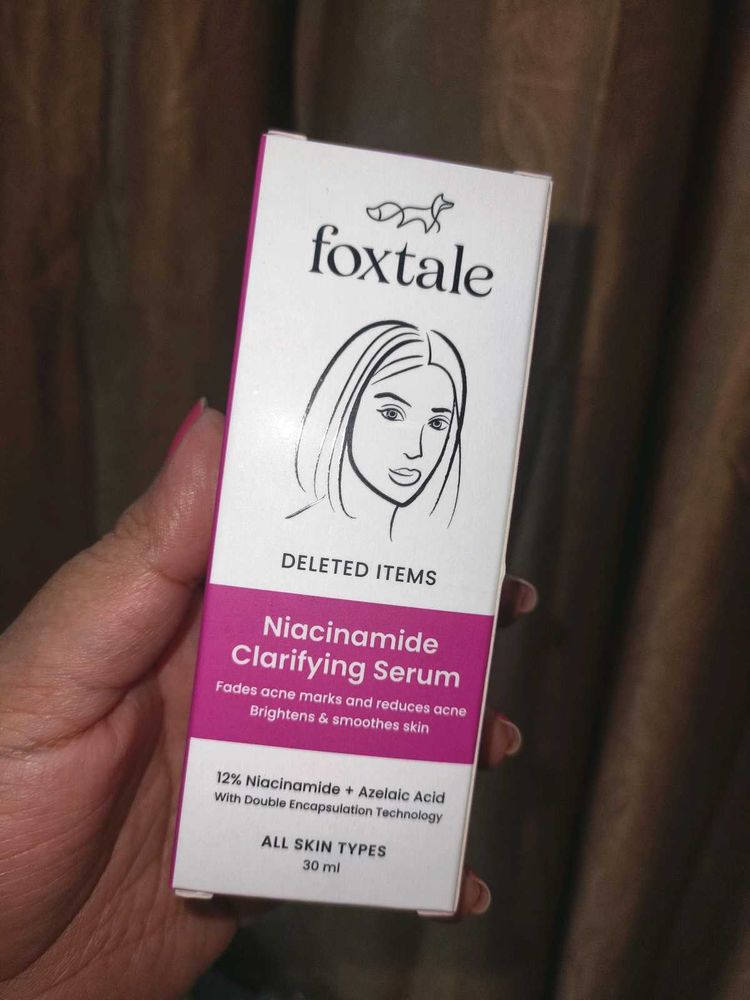 foxtale
DELETED ITEMS
Niacinamide
Clarifying Serum
Fades acne marks and reduces acne
Brightens & smoothes skin
12% Niacinamide + Azelaic Acid
With Double Encapsulation Technology
ALL SKIN TYPES
30 ml